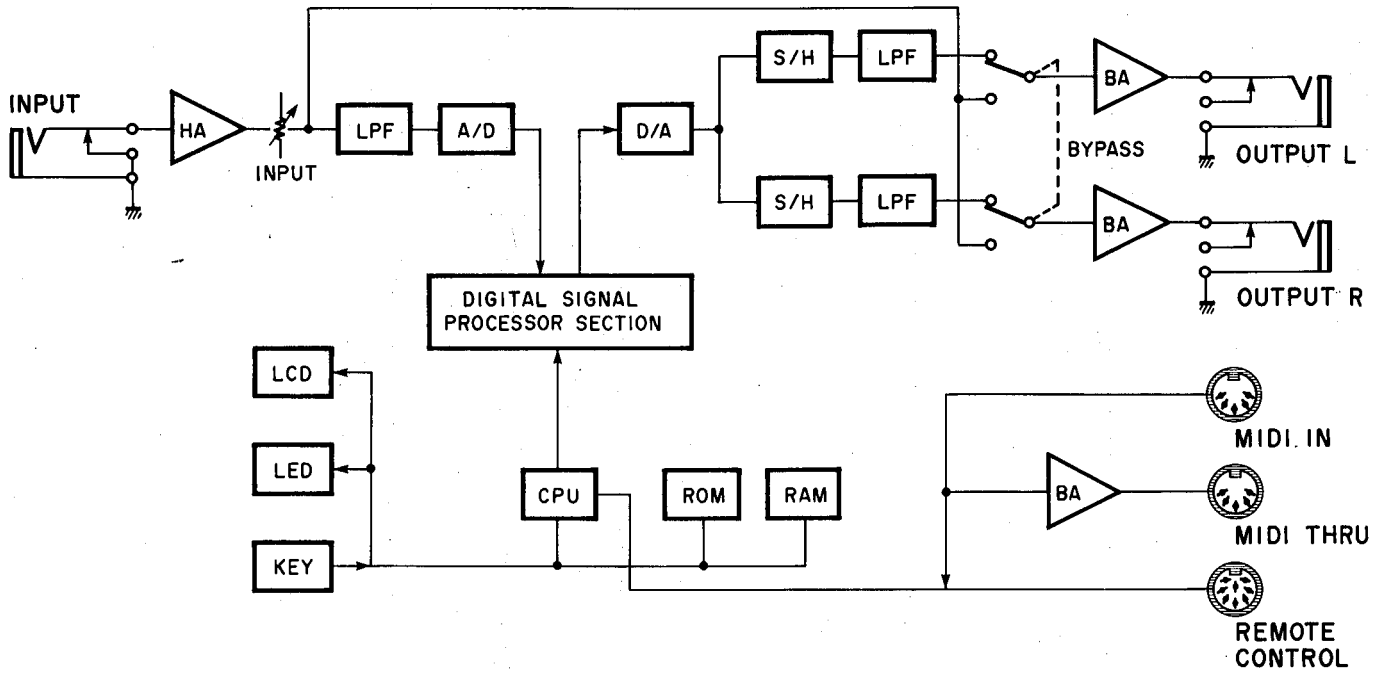 S/H
LPF
BA
INPUT
HA
LPF
A/D
D/A
INPUT
BYPASS
OUTPUT L
S/H
LPF
BA
OUTPUT R
DIGITAL SIGNAL
PROCESSOR SECTION
LCD
MIDI IN
LED
CPU
ROM
RAM
BA
MIDI THRU
KEY
REMOTE
CONTROL